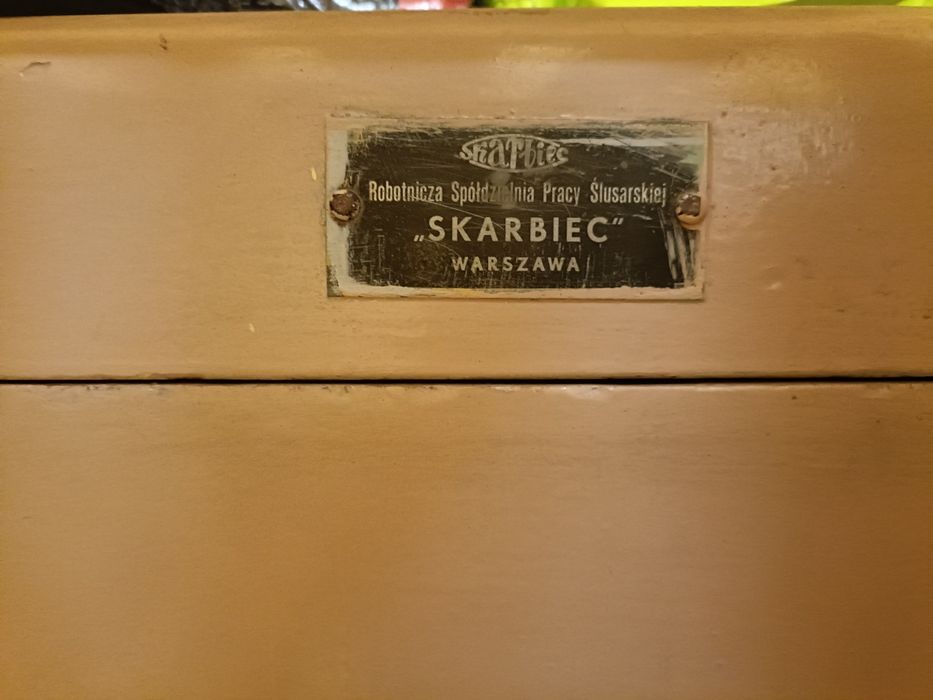 Skarbiec
Robotnicza Spółdzielnia Pracy Ślusarskiej
„SKARBIEC”
WARSZAWA